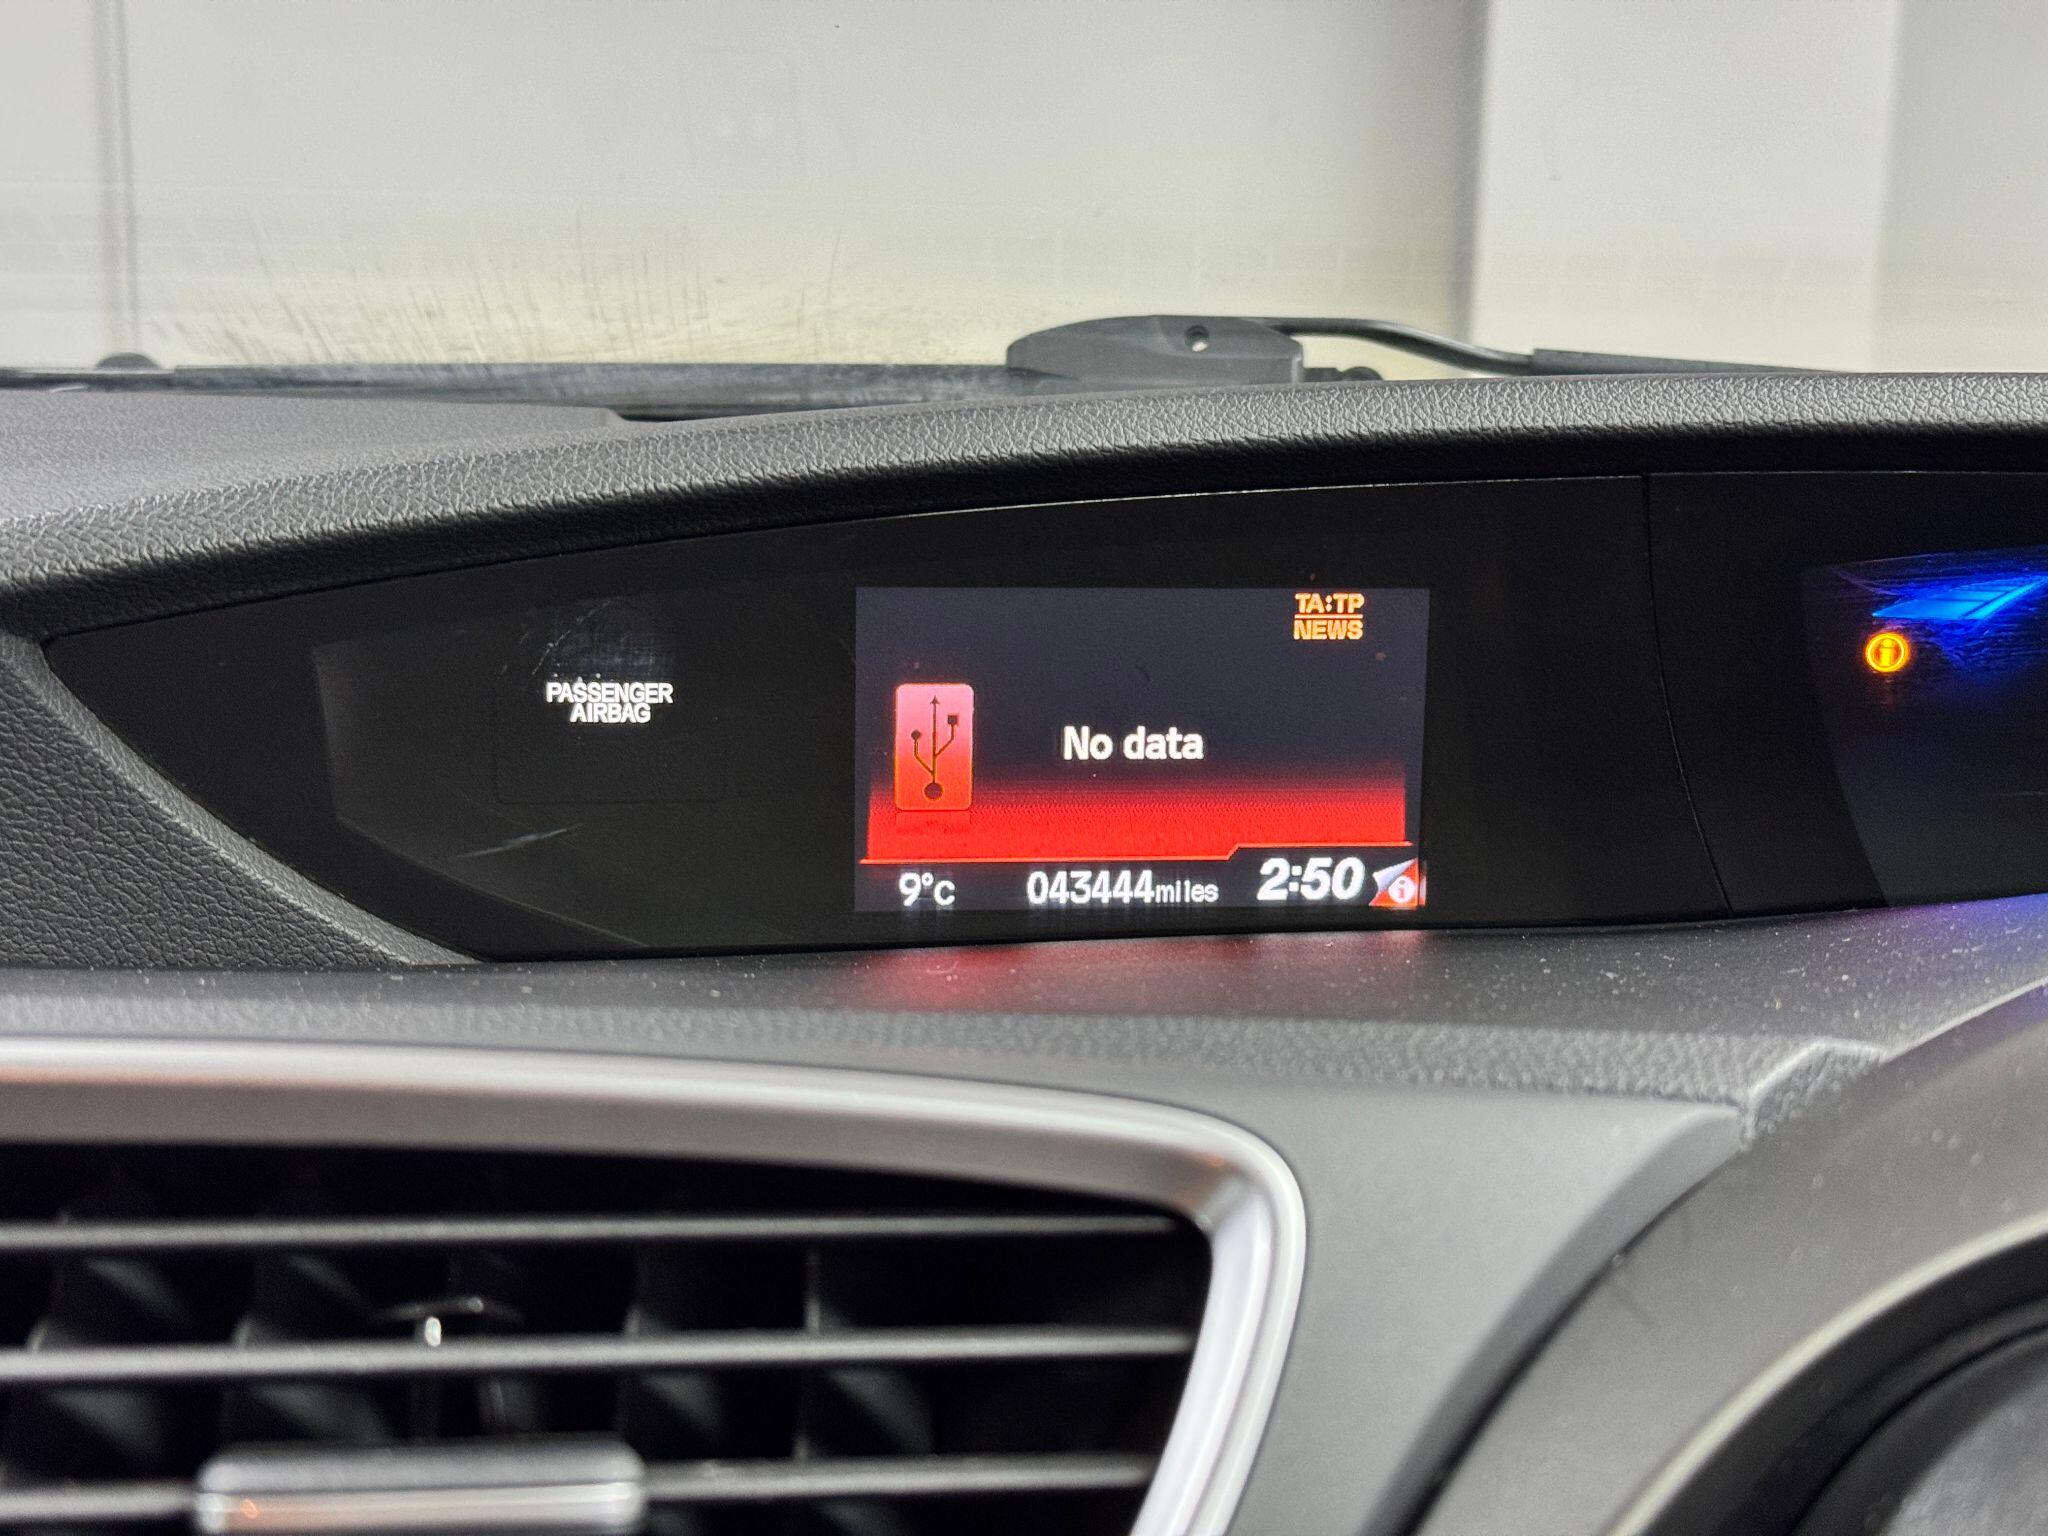 TA:TP
NEWS
PASSENGER
AIRBAG
No data
9°c 043444miles 2:50 i
i